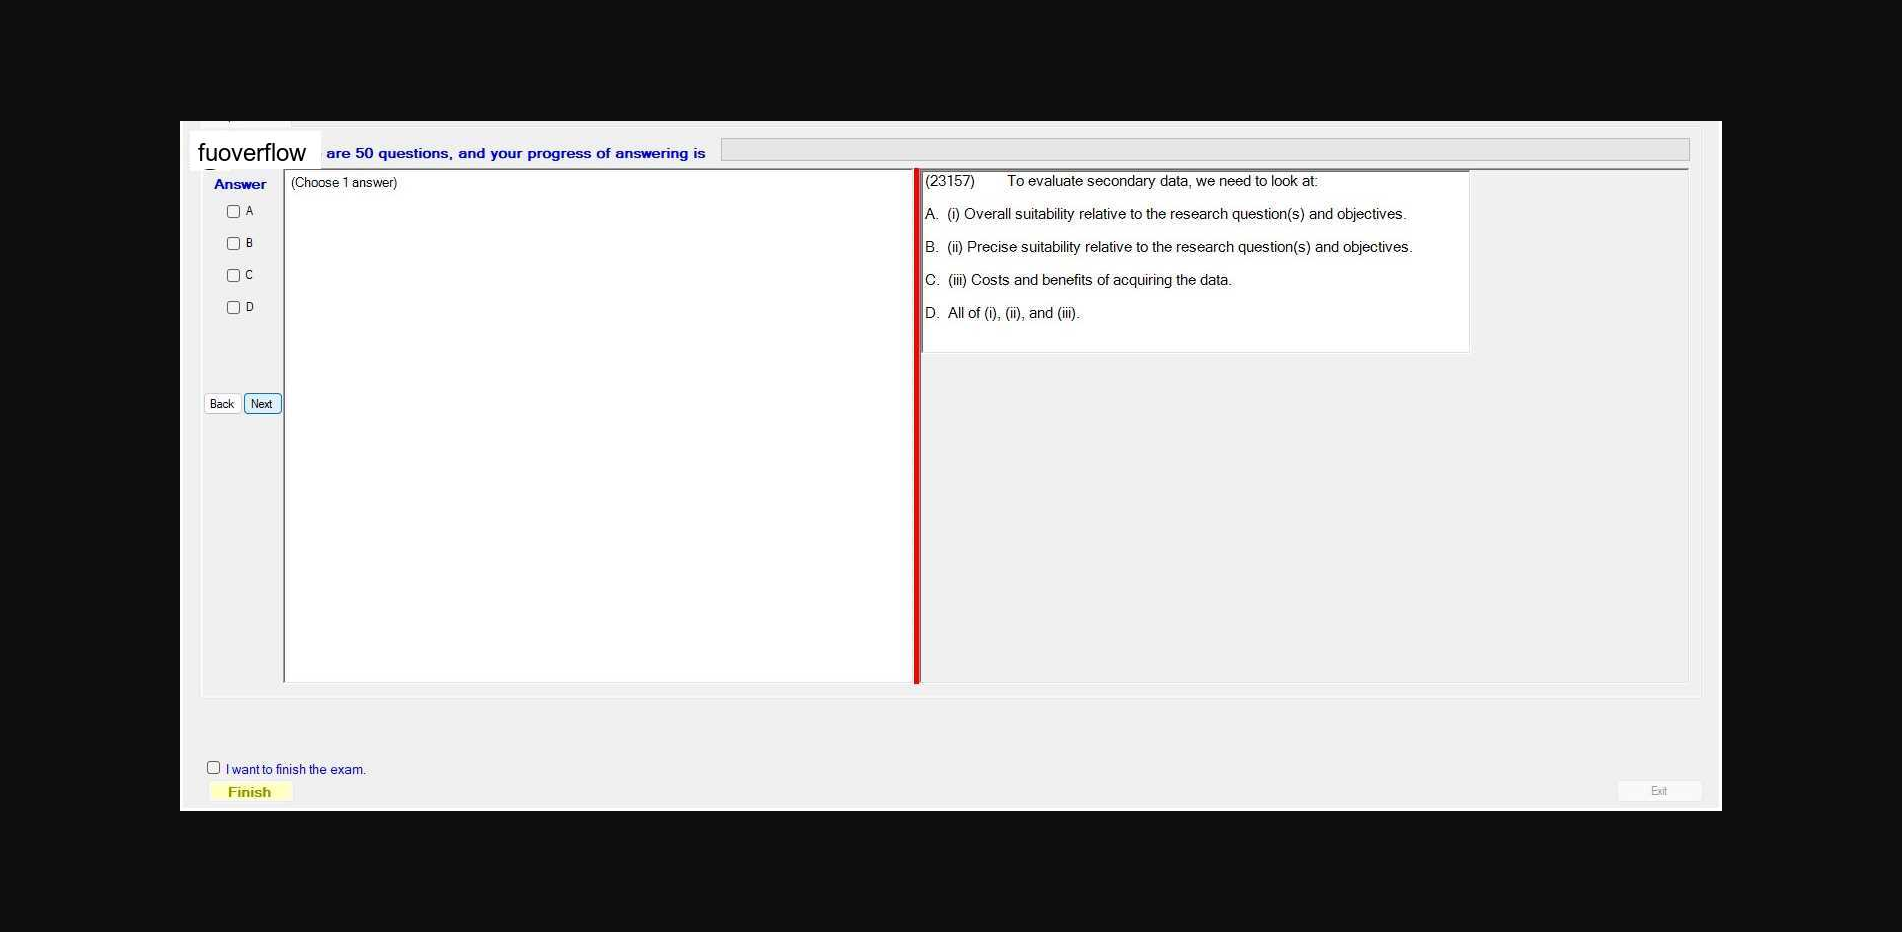 fuoverflow are 50 questions, and your progress of answering is
Answer
A
B
C
D
Back Next
(Choose 1 answer)
(23157) To evaluate secondary data, we need to look at:
A. (i) Overall suitability relative to the research question(s) and objectives.
B. (ii) Precise suitability relative to the research question(s) and objectives.
C. (iii) Costs and benefits of acquiring the data.
D. All of (i), (ii), and (iii).
I want to finish the exam.
Finish
Exit